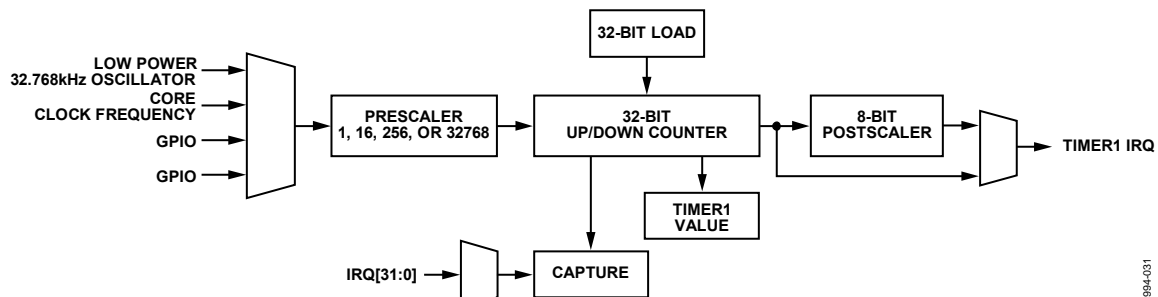 32-BIT LOAD
LOW POWER
32.768kHz OSCILLATOR
CORE
CLOCK FREQUENCY
GPIO
GPIO
PRESCALER
1, 16, 256, OR 32768
32-BIT
UP/DOWN COUNTER
8-BIT
POSTSCALER
TIMER1 IRQ
TIMER1
VALUE
IRQ[31:0]
CAPTURE
994-031